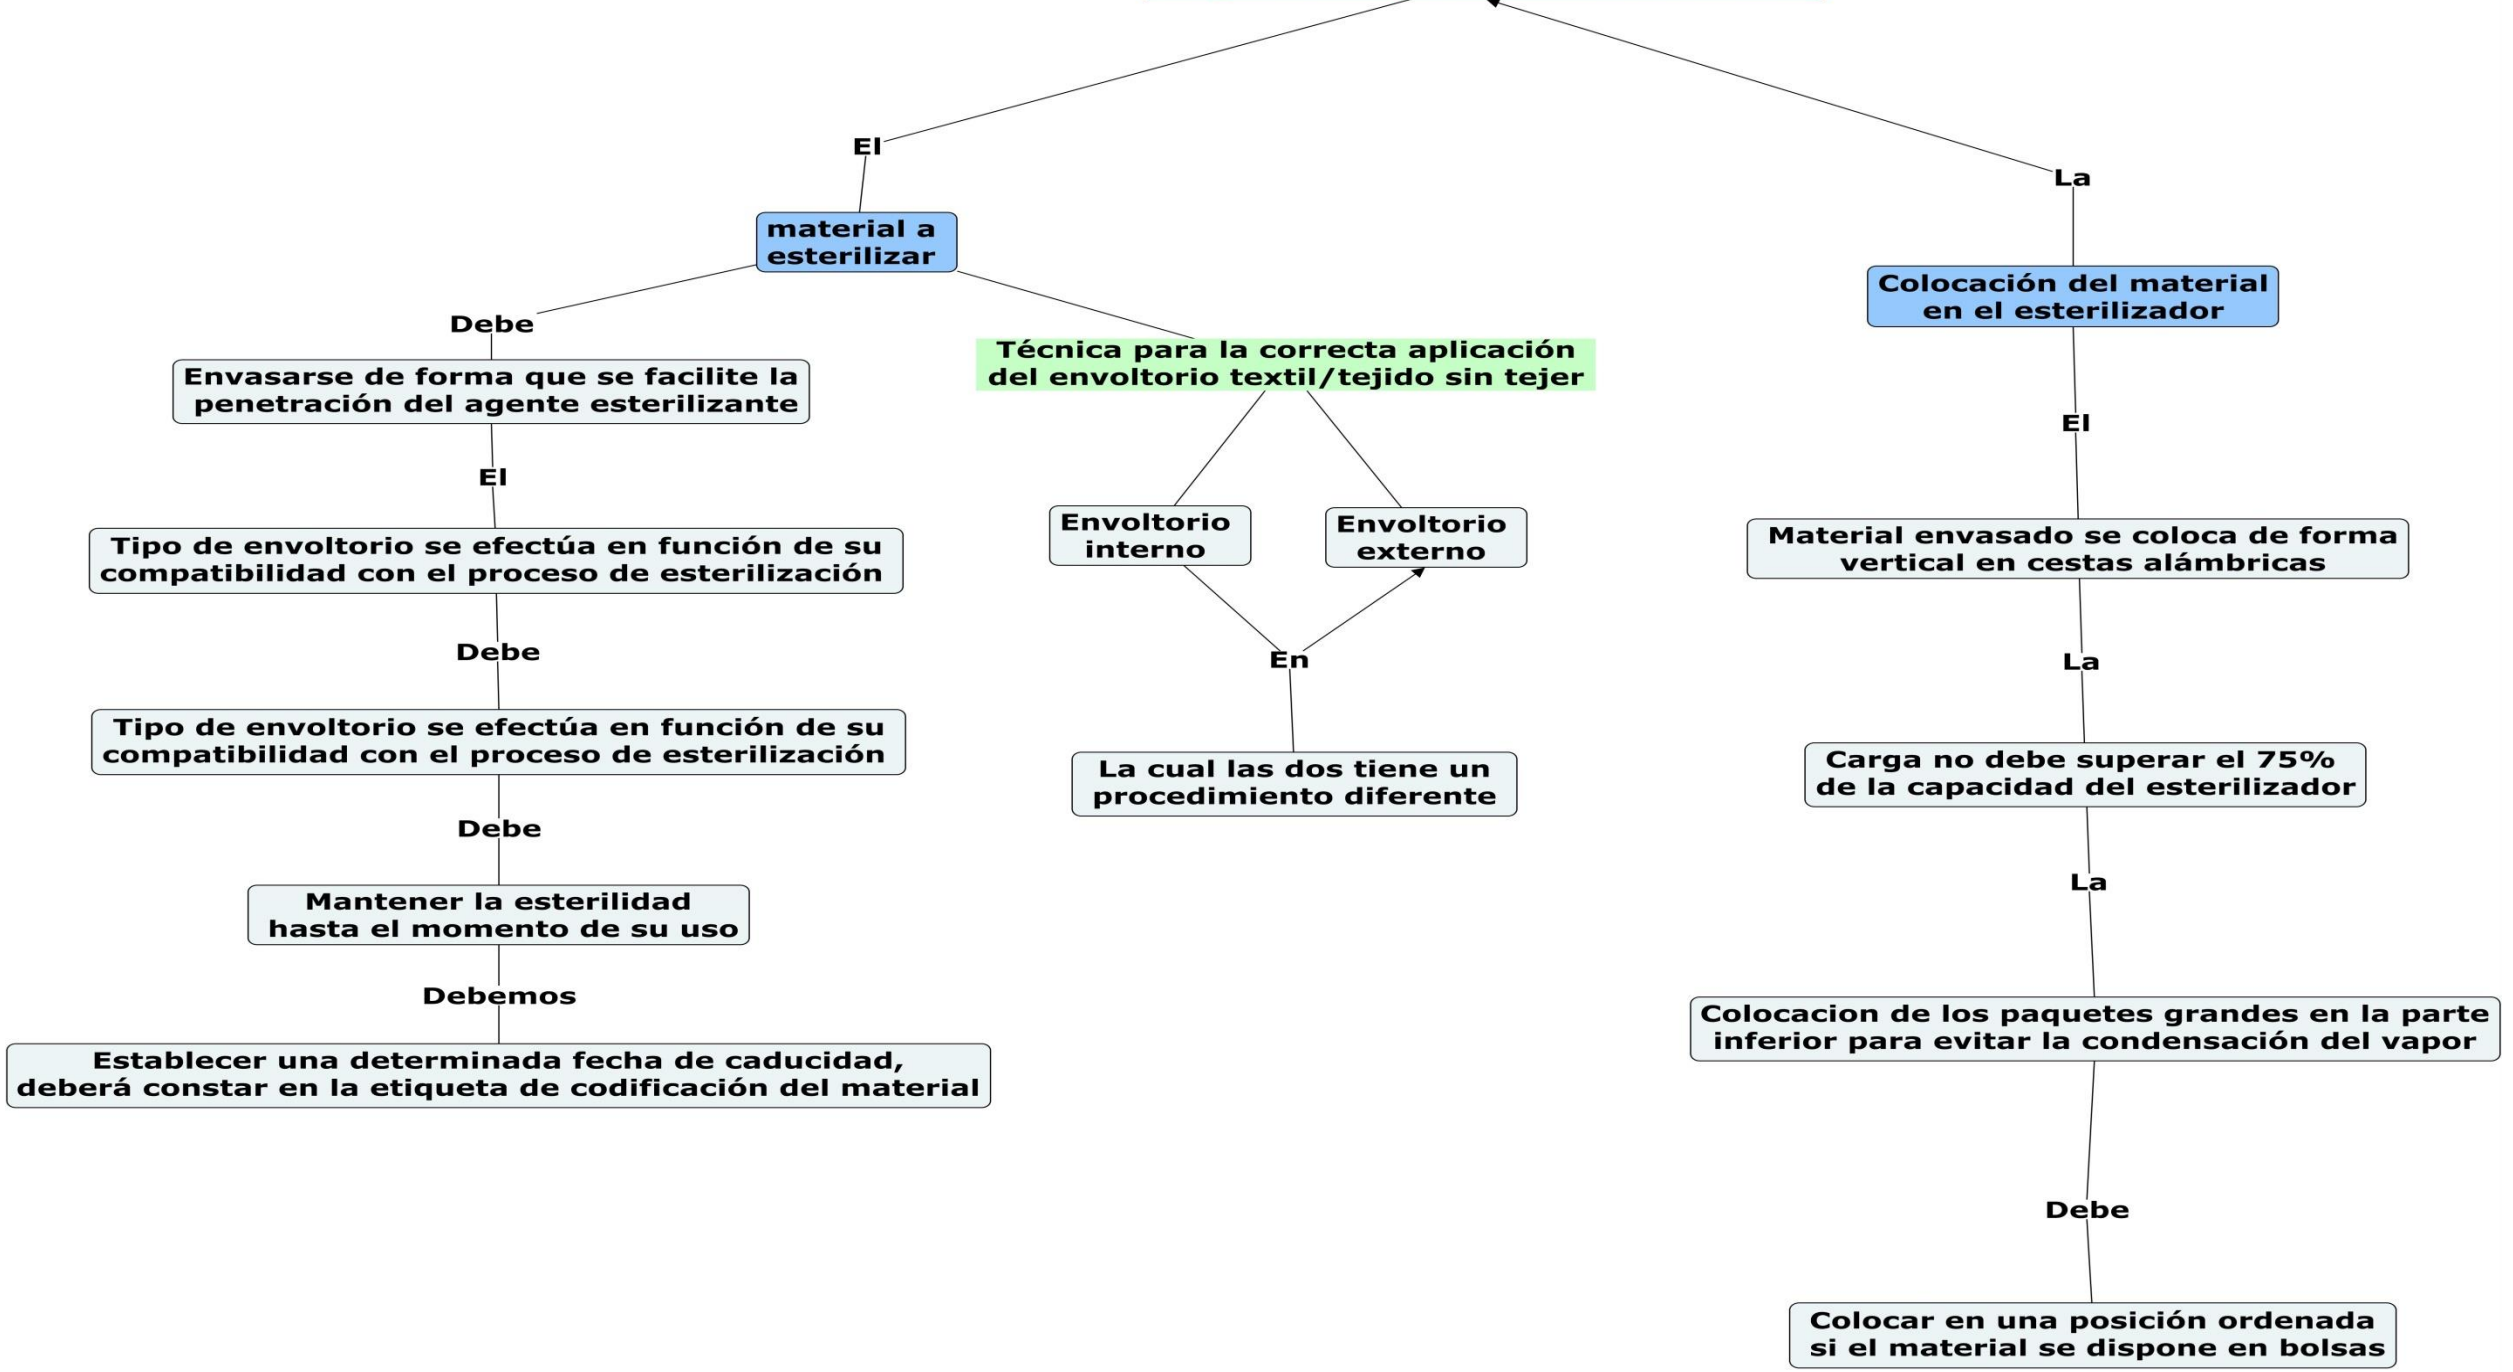 El
material a
esterilizar
Debe
Envasarse de forma que se facilite la
penetración del agente esterilizante
El
Tipo de envoltorio se efectúa en función de su
compatibilidad con el proceso de esterilización
Debe
Tipo de envoltorio se efectúa en función de su
compatibilidad con el proceso de esterilización
Debe
Mantener la esterilidad
hasta el momento de su uso
Debemos
Establecer una determinada fecha de caducidad,
deberá constar en la etiqueta de codificación del material
Técnica para la correcta aplicación
del envoltorio textil/tejido sin tejer
Envoltorio
interno
Envoltorio
externo
En
La cual las dos tiene un
procedimiento diferente
La
Colocación del material
en el esterilizador
El
Material envasado se coloca de forma
vertical en cestas alámbricas
La
Carga no debe superar el 75%
de la capacidad del esterilizador
La
Colocacion de los paquetes grandes en la parte
inferior para evitar la condensación del vapor
Debe
Colocar en una posición ordenada
si el material se dispone en bolsas